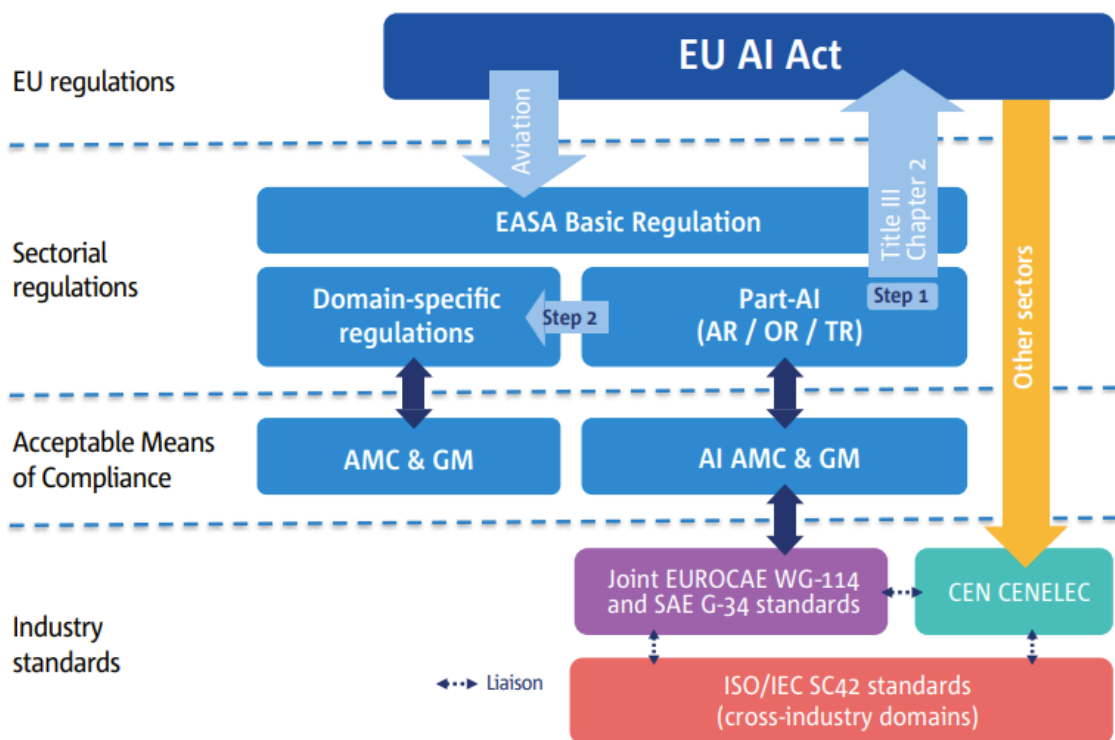 EU regulations
EU AI Act
Aviation
Title III
Chapter 2
Other sectors
Sectorial
regulations
EASA Basic Regulation
Domain-specific
regulations
Step 2
Part-AI
(AR / OR / TR)
Step 1
Acceptable Means
of Compliance
AMC & GM
AI AMC & GM
Industry
standards
Joint EUROCAE WG-114
and SAE G-34 standards
CEN CENELEC
Liaison
ISO/IEC SC42 standards
(cross-industry domains)